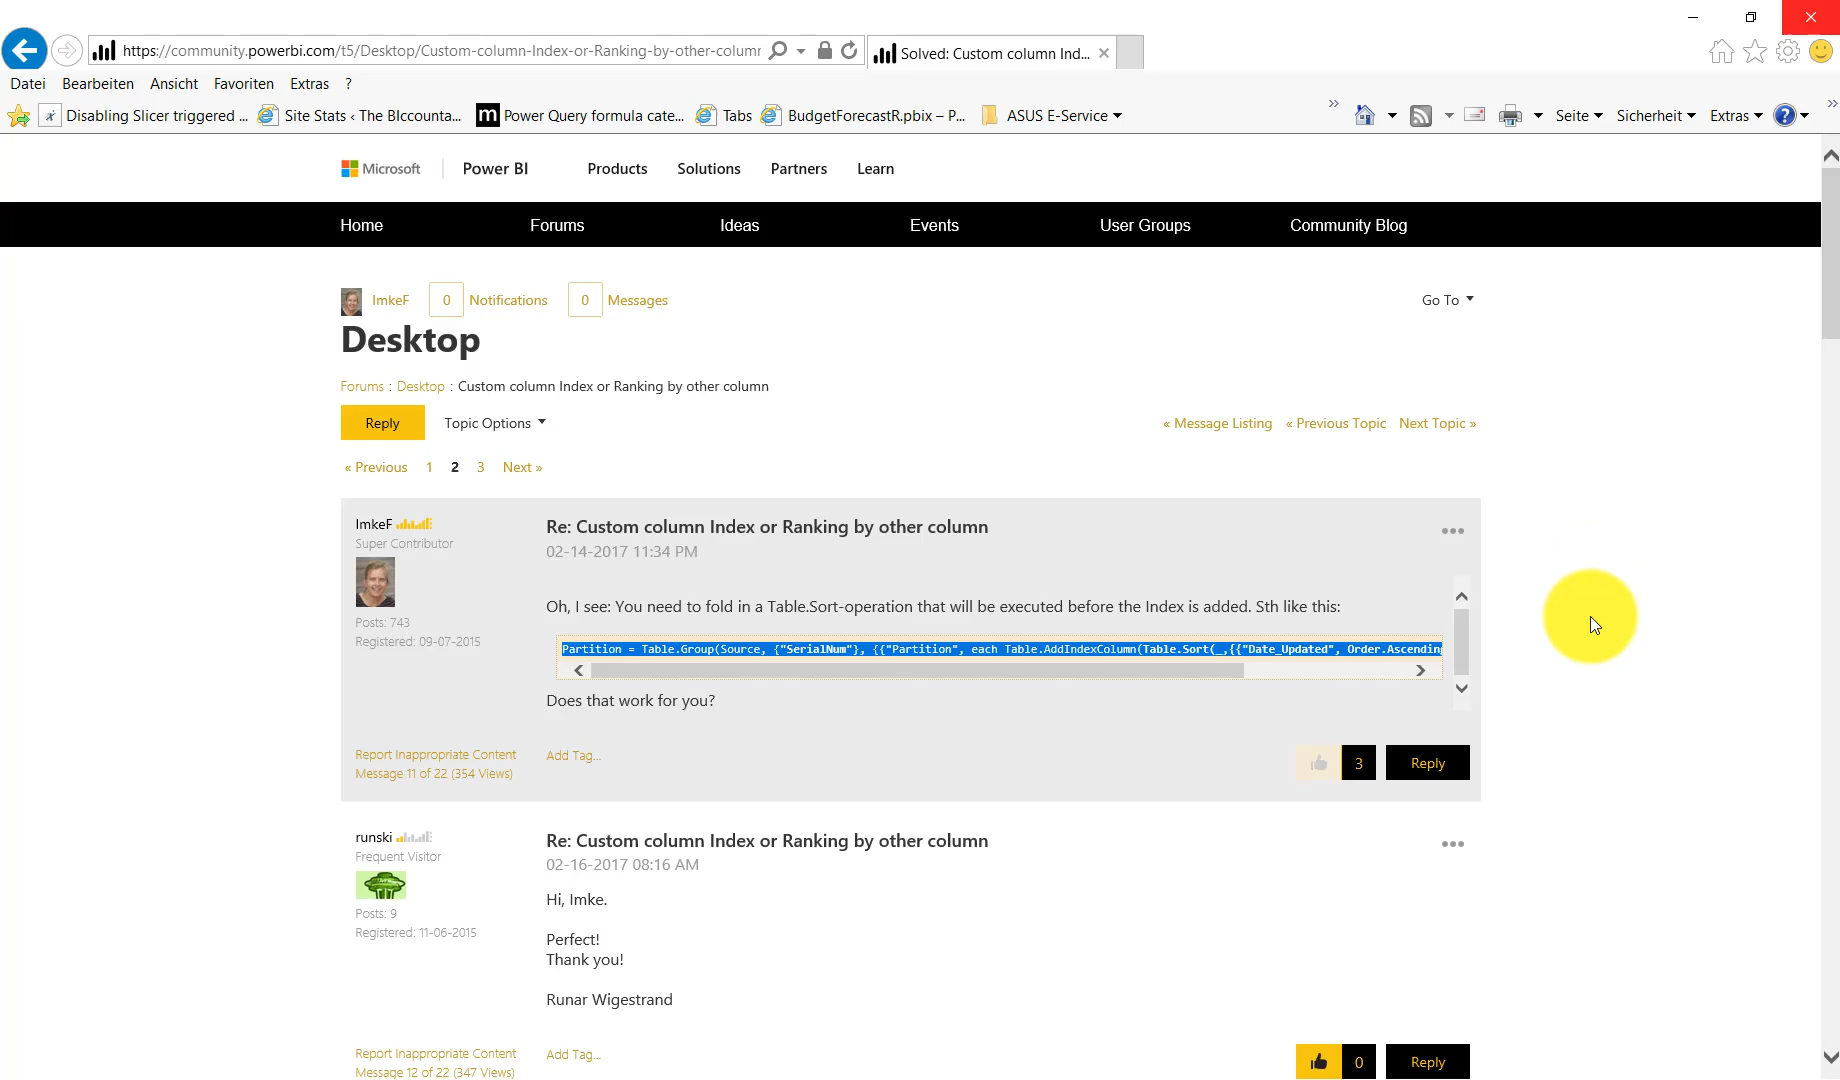 https://community.powerbi.com/t5/Desktop/Custom-column-Index-or-Ranking-by-other-column
Solved: Custom column Ind...
Datei Bearbeiten Ansicht Favoriten Extras ?
Disabling Slicer triggered ... Site Stats ‹ The BIccounta... m Power Query formula cate... Tabs BudgetForecastR.pbix – P... ASUS E-Service
» Seite Sicherheit Extras ? »
Microsoft Power BI Products Solutions Partners Learn
Home Forums Ideas Events User Groups Community Blog
ImkeF 0 Notifications 0 Messages Go To
Desktop
Forums : Desktop : Custom column Index or Ranking by other column
Reply Topic Options « Message Listing « Previous Topic Next Topic »
« Previous 1 2 3 Next »
ImkeF
Super Contributor
Posts: 743
Registered: 09-07-2015
Re: Custom column Index or Ranking by other column
02-14-2017 11:34 PM
Oh, I see: You need to fold in a Table.Sort-operation that will be executed before the Index is added. Sth like this:
Partition = Table.Group(Source, {"SerialNum"}, {{"Partition", each Table.AddIndexColumn(Table.Sort(_,{{"Date_Updated", Order.Ascending
Does that work for you?
Report Inappropriate Content
Message 11 of 22 (354 Views)
Add Tag...
3 Reply
runski
Frequent Visitor
Posts: 9
Registered: 11-06-2015
Re: Custom column Index or Ranking by other column
02-16-2017 08:16 AM
Hi, Imke.
Perfect!
Thank you!
Runar Wigestrand
Report Inappropriate Content
Message 12 of 22 (347 Views)
Add Tag...
0 Reply